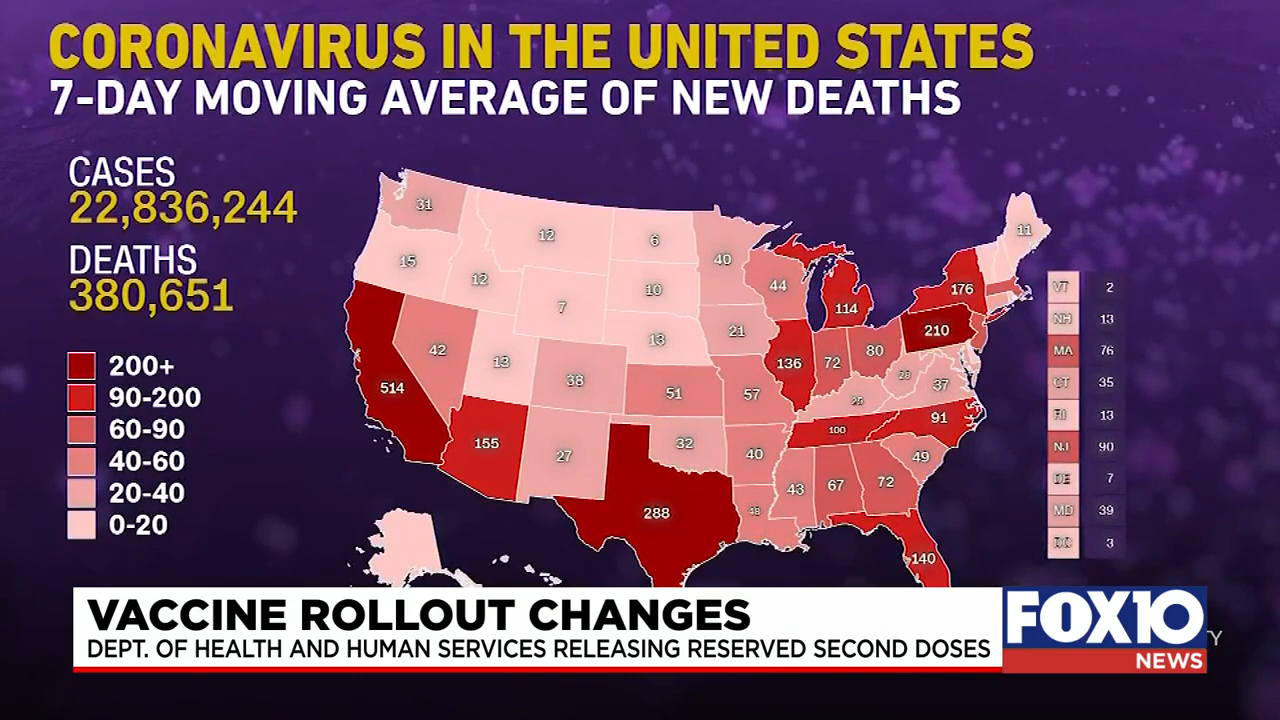 CORONAVIRUS IN THE UNITED STATES
7-DAY MOVING AVERAGE OF NEW DEATHS
CASES
22,836,244
DEATHS
380,651
200+
90-200
60-90
40-60
20-40
0-20
31
12
6
40
11
15
12
10
44
176
7
114
210
13
21
42
13
136
72
80
38
28
37
514
51
57
25
91
100
155
27
32
40
49
43
67
72
288
48
140
VT 2
NH 13
MA 76
CT 35
RI 13
NJ 90
DE 7
MD 39
DC 3
VACCINE ROLLOUT CHANGES
DEPT. OF HEALTH AND HUMAN SERVICES RELEASING RESERVED SECOND DOSES
FOX10
NEWS